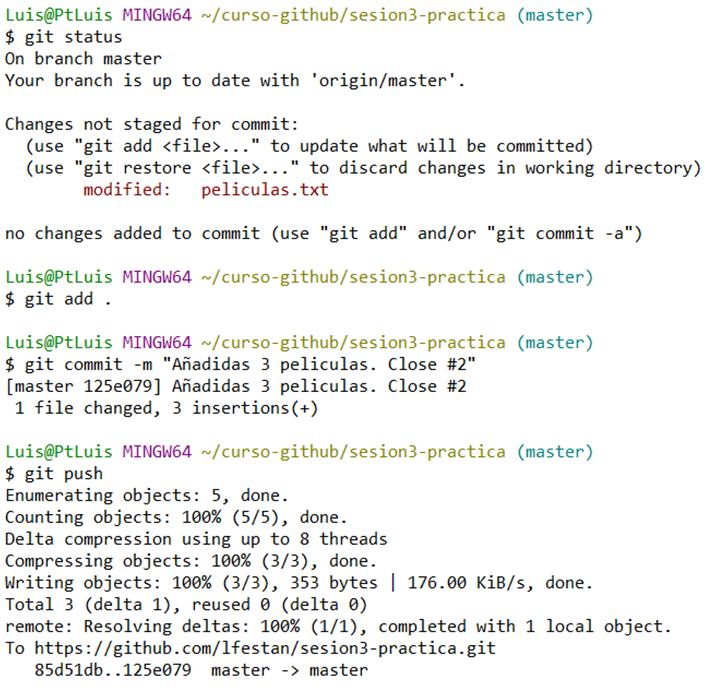 Luis@PtLuis MINGW64 ~/curso-github/sesion3-practica (master)
$ git status
On branch master
Your branch is up to date with 'origin/master'.
Changes not staged for commit:
  (use "git add <file>..." to update what will be committed)
  (use "git restore <file>..." to discard changes in working directory)
        modified:   peliculas.txt
no changes added to commit (use "git add" and/or "git commit -a")
Luis@PtLuis MINGW64 ~/curso-github/sesion3-practica (master)
$ git add .
Luis@PtLuis MINGW64 ~/curso-github/sesion3-practica (master)
$ git commit -m "Añadidas 3 peliculas. Close #2"
[master 125e079] Añadidas 3 peliculas. Close #2
 1 file changed, 3 insertions(+)
Luis@PtLuis MINGW64 ~/curso-github/sesion3-practica (master)
$ git push
Enumerating objects: 5, done.
Counting objects: 100% (5/5), done.
Delta compression using up to 8 threads
Compressing objects: 100% (3/3), done.
Writing objects: 100% (3/3), 353 bytes | 176.00 KiB/s, done.
Total 3 (delta 1), reused 0 (delta 0)
remote: Resolving deltas: 100% (1/1), completed with 1 local object.
To https://github.com/lfestan/sesion3-practica.git
   85d51db..125e079  master -> master